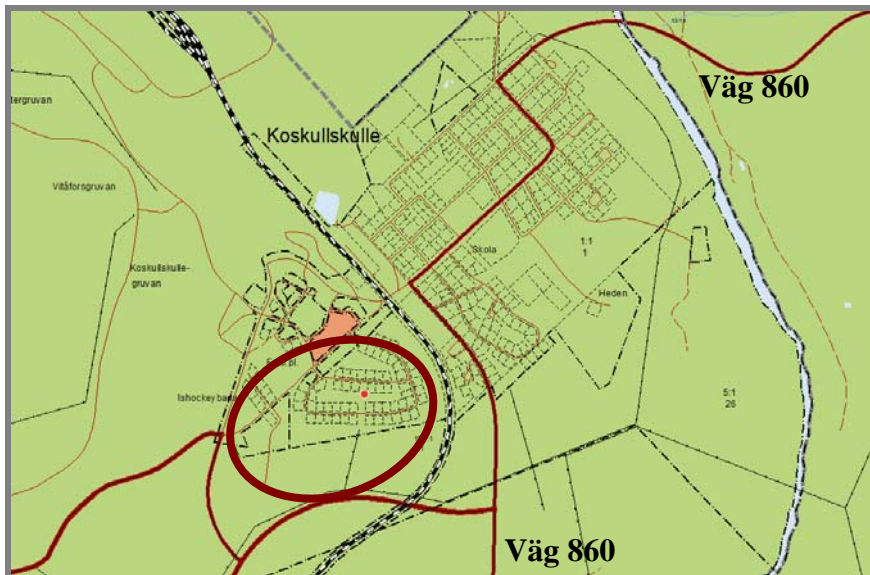 Väg 860
Koskullskulle
Vitåforsgruvan
Koskullskulle-
gruvan
Skola
1:1
1
Heden
Ishockeybana
5:1
26
Väg 860